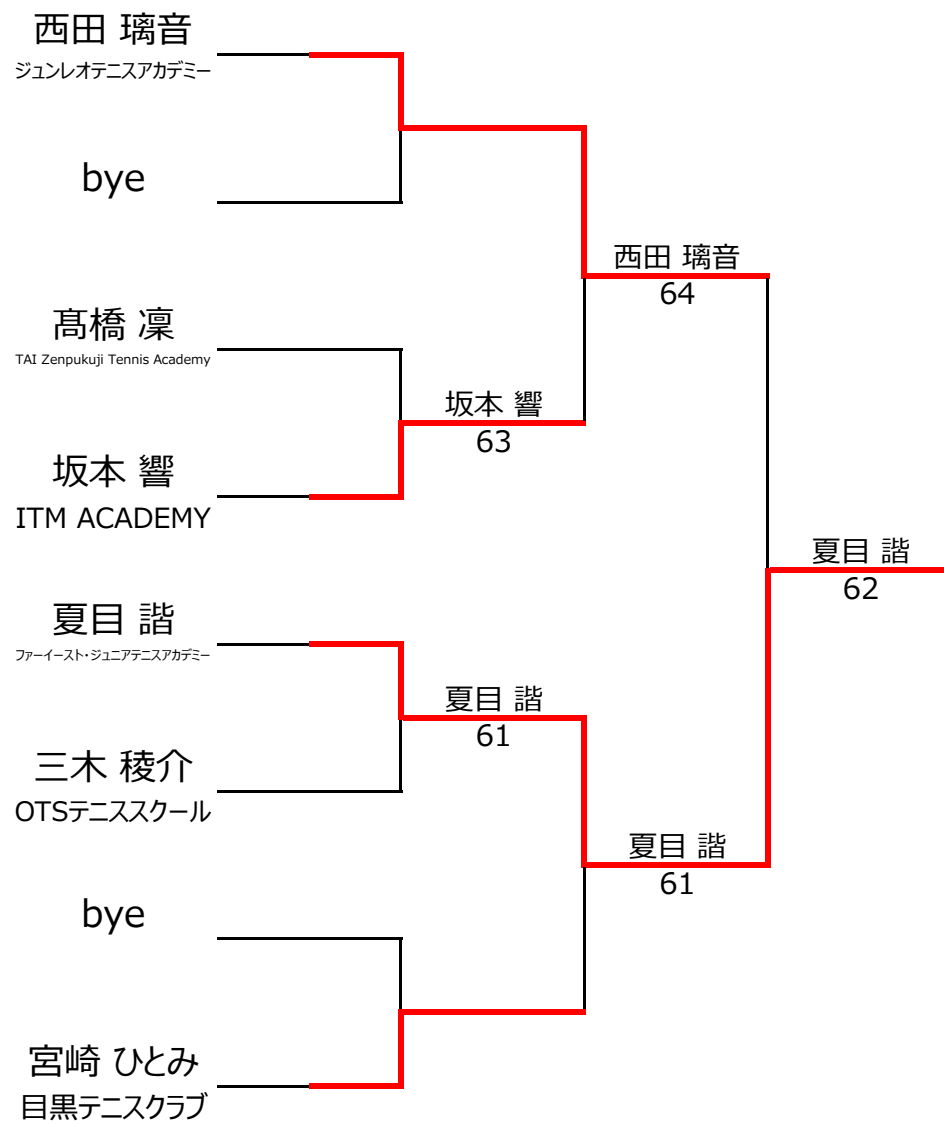 西田 璃音
ジュンレオテニスアカデミー
bye
髙橋 凜
TAI Zenpukuji Tennis Academy
坂本 響
ITM ACADEMY
夏目 諧
ファーイースト・ジュニアテニスアカデミー
三木 稜介
OTSテニススクール
bye
宮崎 ひとみ
目黒テニスクラブ
坂本 響
63
夏目 諧
61
西田 璃音
64
夏目 諧
61
夏目 諧
62